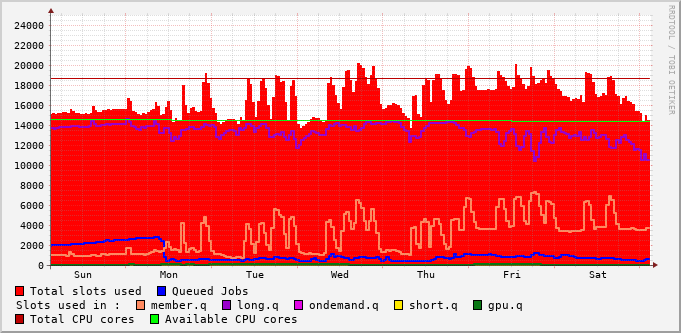 RRDTOOL / TOBI OETIKER
24000
22000
20000
18000
16000
14000
12000
10000
8000
6000
4000
2000
0
Sun Mon Tue Wed Thu Fri Sat
Total slots used Queued Jobs
Slots used in : member.q long.q ondemand.q short.q gpu.q
Total CPU cores Available CPU cores